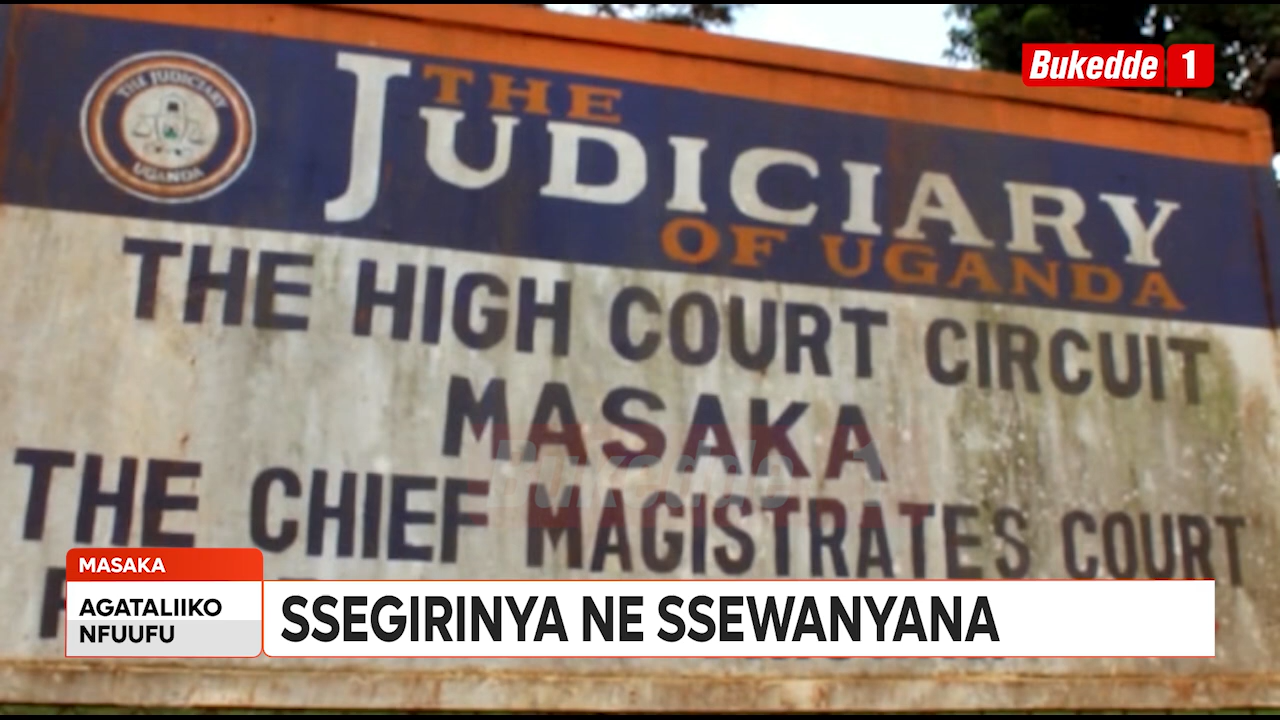 Bukedde 1
THE JUDICIARY
UGANDA
THE
JUDICIARY
OF UGANDA
THE HIGH COURT CIRCUIT
MASAKA
THE CHIEF MAGISTRATES COURT
MASAKA
AGATALIIKO
NFUUFU
SSEGIRINYA NE SSEWANYANA